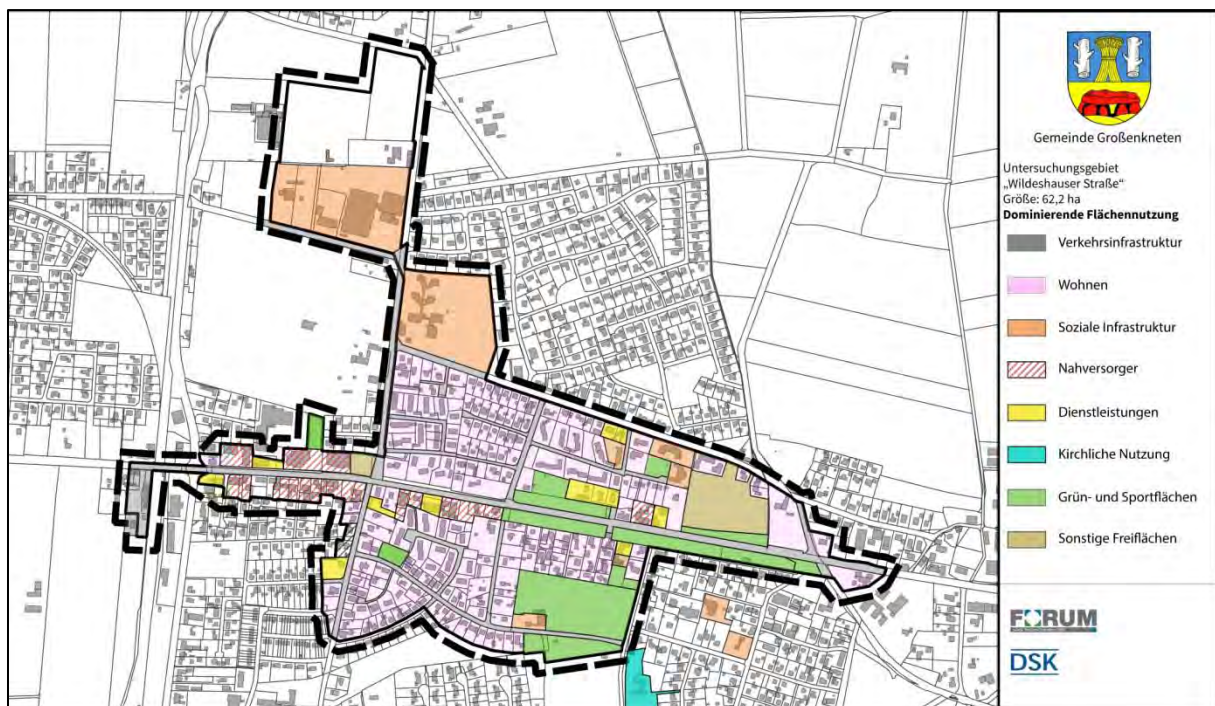 Gemeinde Großenkneten
Untersuchungsgebiet
„Wildeshauser Straße“
Größe: 62,2 ha
Dominierende Flächennutzung
Verkehrsinfrastruktur
Wohnen
Soziale Infrastruktur
Nahversorger
Dienstleistungen
Kirchliche Nutzung
Grün- und Sportflächen
Sonstige Freiflächen
FORUM
DSK